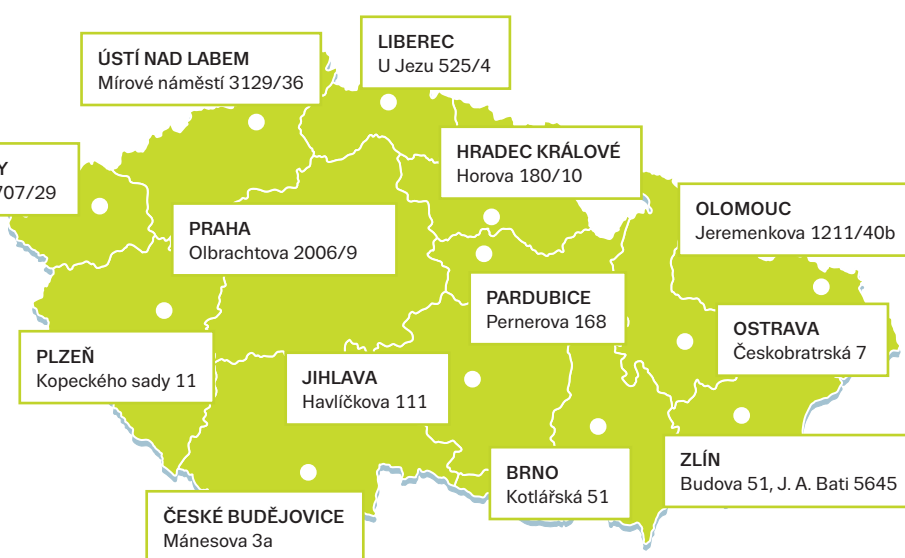 ÚSTÍ NAD LABEM
Mírové náměstí 3129/36
LIBEREC
U Jezu 525/4
Y
707/29
HRADEC KRÁLOVÉ
Horova 180/10
PRAHA
Olbrachtova 2006/9
OLOMOUC
Jeremenkova 1211/40b
PARDUBICE
Pernerova 168
OSTRAVA
Českobratrská 7
PLZEŇ
Kopeckého sady 11
JIHLAVA
Havlíčkova 111
BRNO
Kotlářská 51
ZLÍN
Budova 51, J. A. Bati 5645
ČESKÉ BUDĚJOVICE
Mánesova 3a